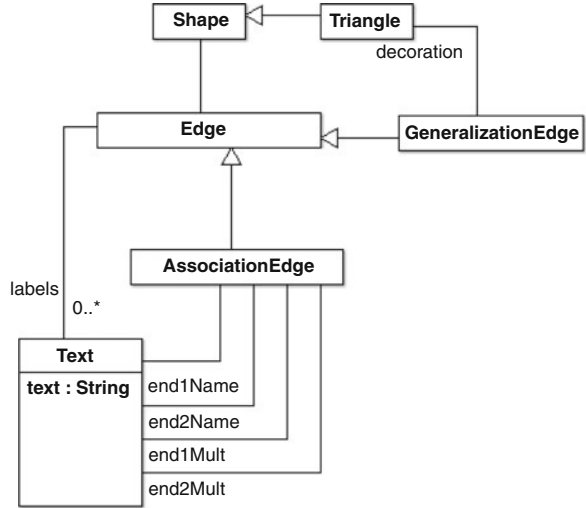 Shape
Triangle
decoration
Edge
GeneralizationEdge
AssociationEdge
labels
0..*
Text
text : String
end1Name
end2Name
end1Mult
end2Mult